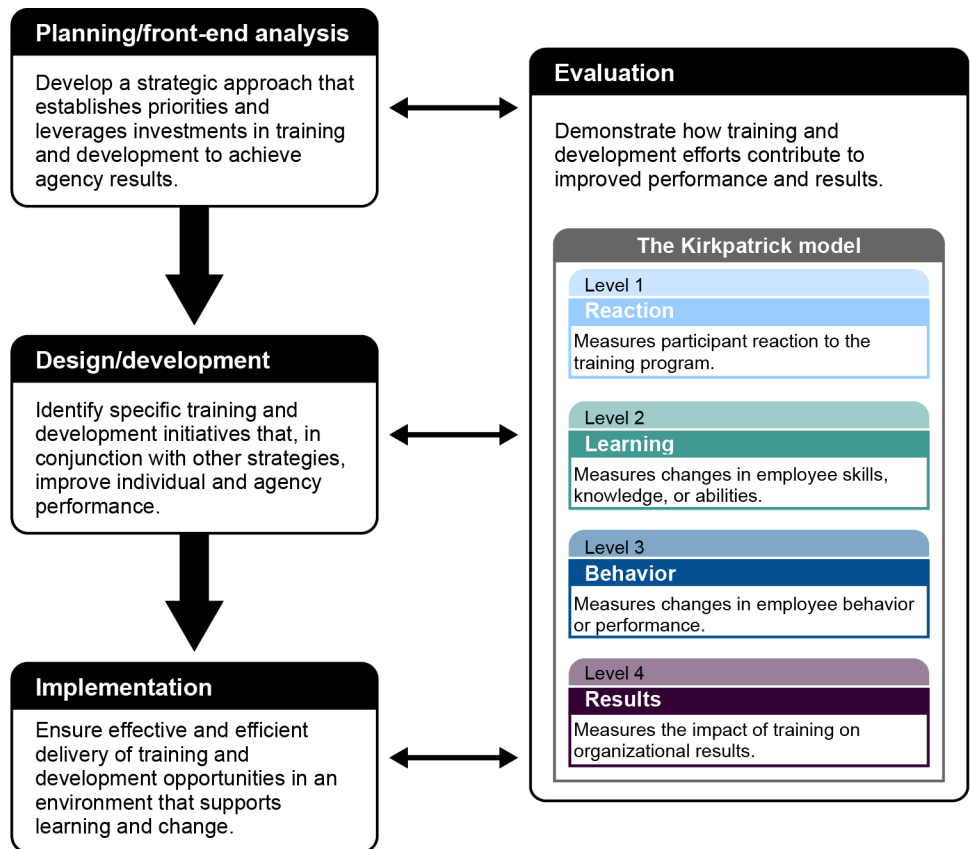 Planning/front-end analysis
Develop a strategic approach that
establishes priorities and
leverages investments in training
and development to achieve
agency results.
Design/development
Identify specific training and
development initiatives that, in
conjunction with other strategies,
improve individual and agency
performance.
Implementation
Ensure effective and efficient
delivery of training and
development opportunities in an
environment that supports
learning and change.
Evaluation
Demonstrate how training and
development efforts contribute to
improved performance and results.
The Kirkpatrick model
Level 1
Reaction
Measures participant reaction to the
training program.
Level 2
Learning
Measures changes in employee skills,
knowledge, or abilities.
Level 3
Behavior
Measures changes in employee behavior
or performance.
Level 4
Results
Measures the impact of training on
organizational results.